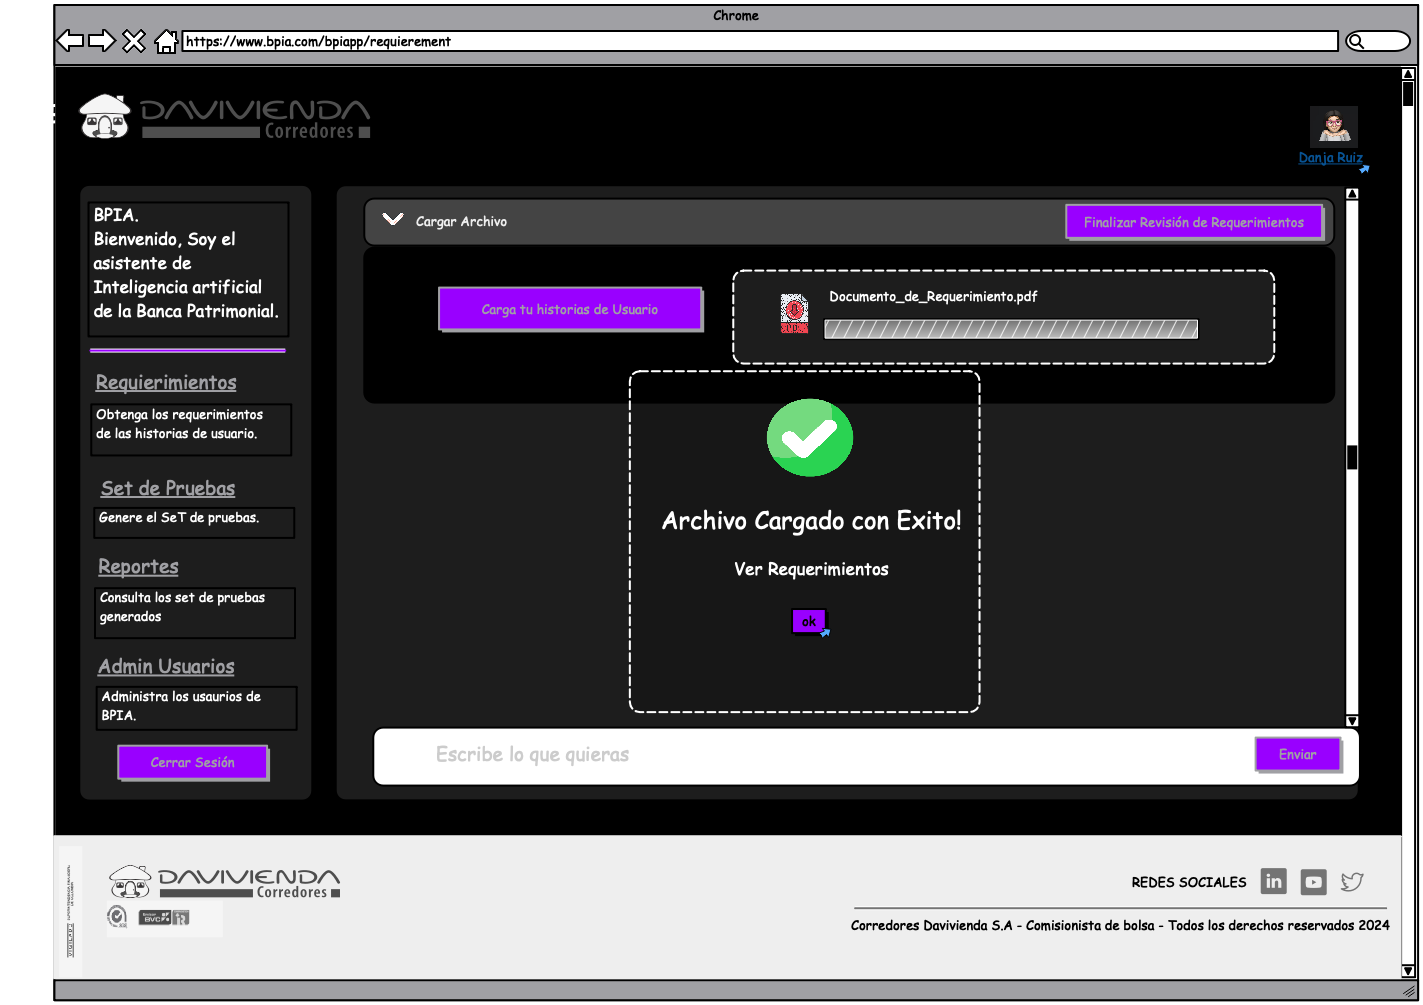 Chrome
https://www.bpia.com/bpiapp/requierement
DAVIVIENDA
Corredores
Danja Ruiz
BPIA.
Bienvenido, Soy el
asistente de
Inteligencia artificial
de la Banca Patrimonial.
Requierimientos
Obtenga los requerimientos
de las historias de usuario.
Set de Pruebas
Genere el SeT de pruebas.
Reportes
Consulta los set de pruebas
generados
Admin Usuarios
Administra los usaurios de
BPIA.
Cerrar Sesión
Cargar Archivo
Finalizar Revisión de Requerimientos
Carga tu historias de Usuario
Documento_de_Requerimiento.pdf
Archivo Cargado con Exito!
Ver Requerimientos
ok
Escribe lo que quieras
Enviar
DAVIVIENDA
Corredores
BVC
IR
VIGILADO
REDES SOCIALES
in
Corredores Davivienda S.A - Comisionista de bolsa - Todos los derechos reservados 2024